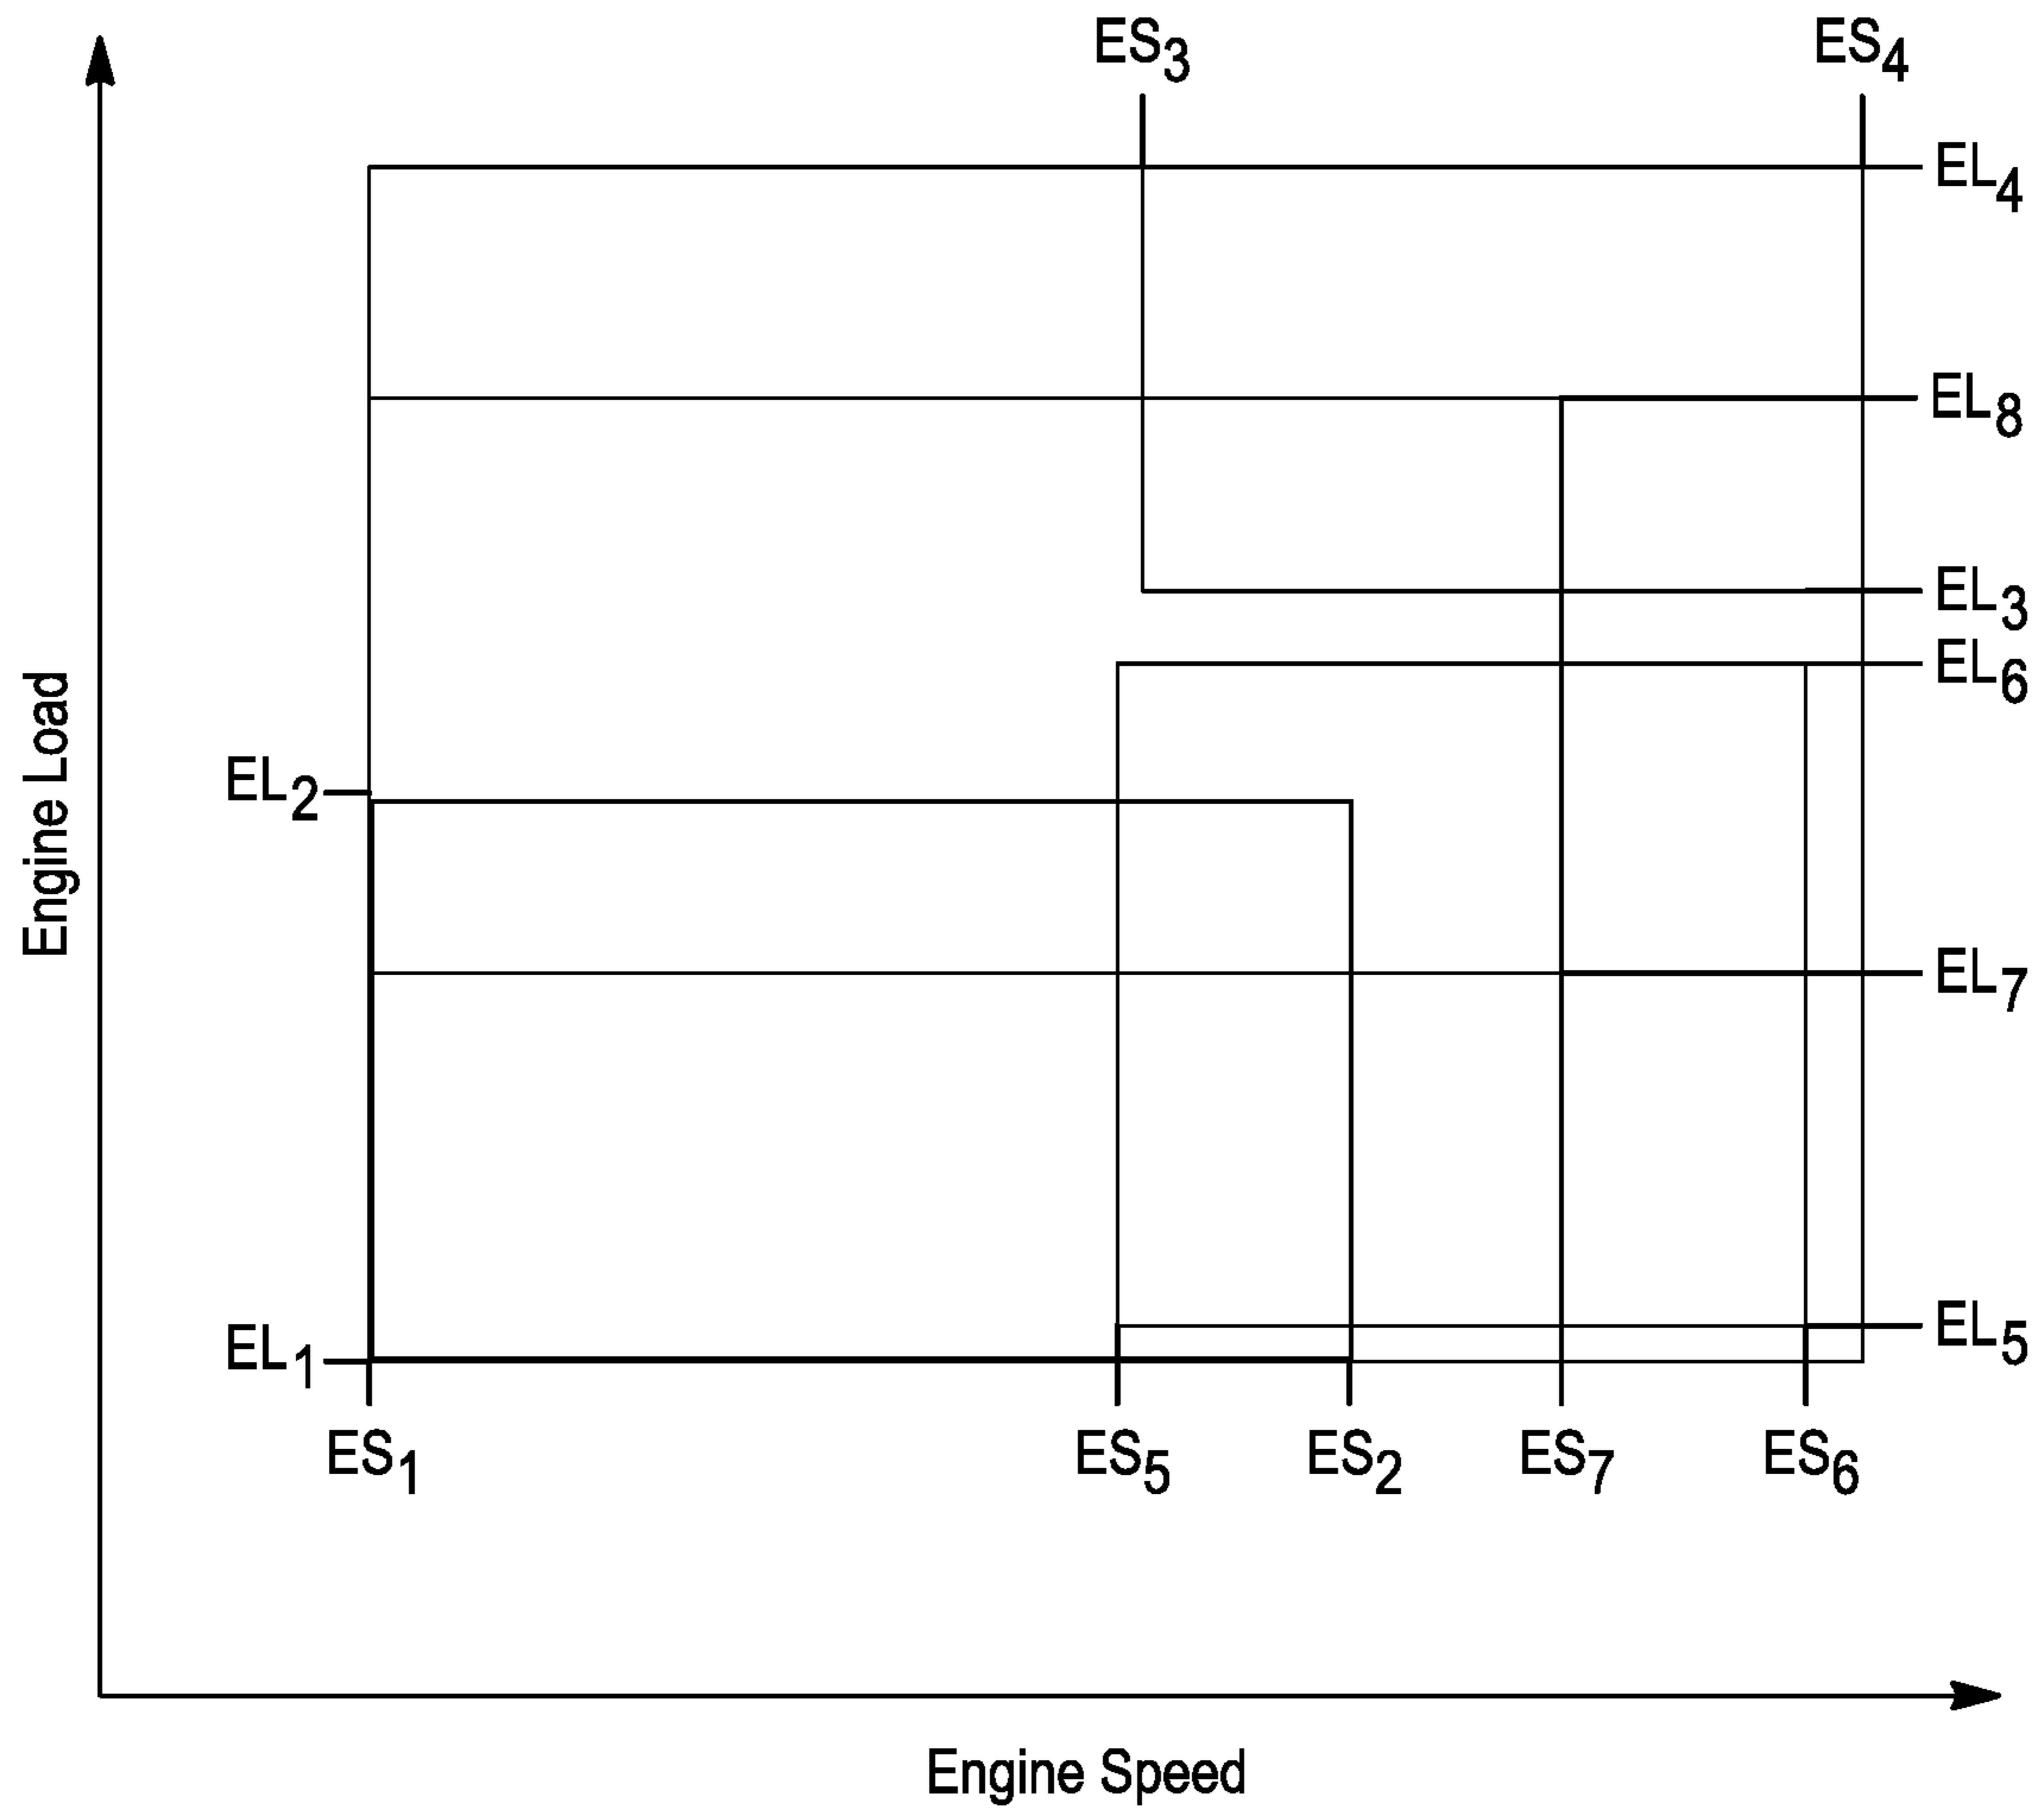 ES3
ES4
EL4
EL8
EL3
EL6
EL2
EL7
EL1
EL5
ES1
ES5
ES2
ES7
ES6
Engine Load
Engine Speed